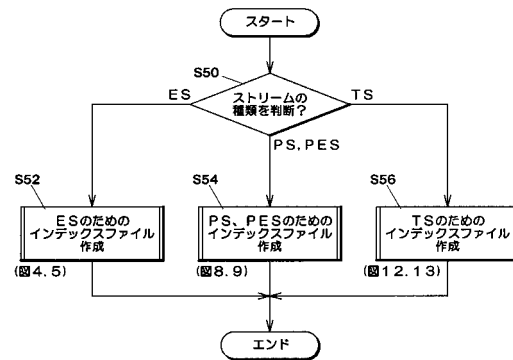 スタート
S50
ストリームの
種類を判断？
ES
TS
PS,PES
S52
ESのための
インデックスファイル
作成
(図4.5)
S54
PS、PESのための
インデックスファイル
作成
(図8.9)
S56
TSのための
インデックスファイル
作成
(図12.13)
エンド